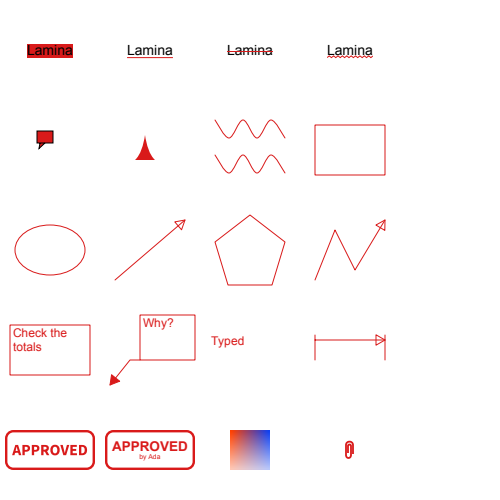 Lamina Lamina Lamina Lamina
Check the
totals
Why?
Typed
APPROVED
APPROVED
by Ada